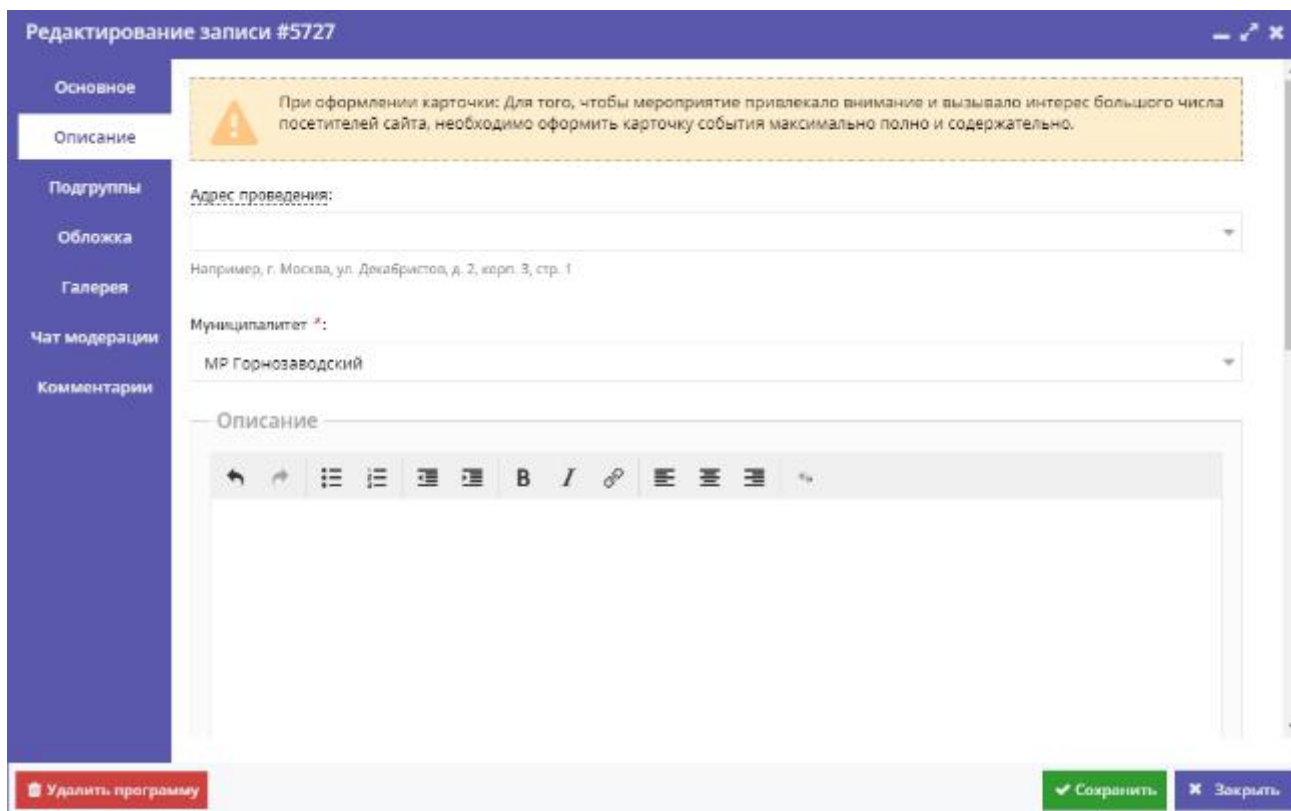 Редактирование записи #5727
Основное
Описание
Подгруппы
Обложка
Галерея
Чат модерации
Комментарии
При оформлении карточки: Для того, чтобы мероприятие привлекало внимание и вызывало интерес большого числа
посетителей сайта, необходимо оформить карточку события максимально полно и содержательно.
Адрес проведения:
Например, г. Москва, ул. Декабристов, д. 2, корп. 3, стр. 1
Муниципалитет *:
МР Горнозаводский
Описание
B I
Удалить программу
Сохранить
Закрыть